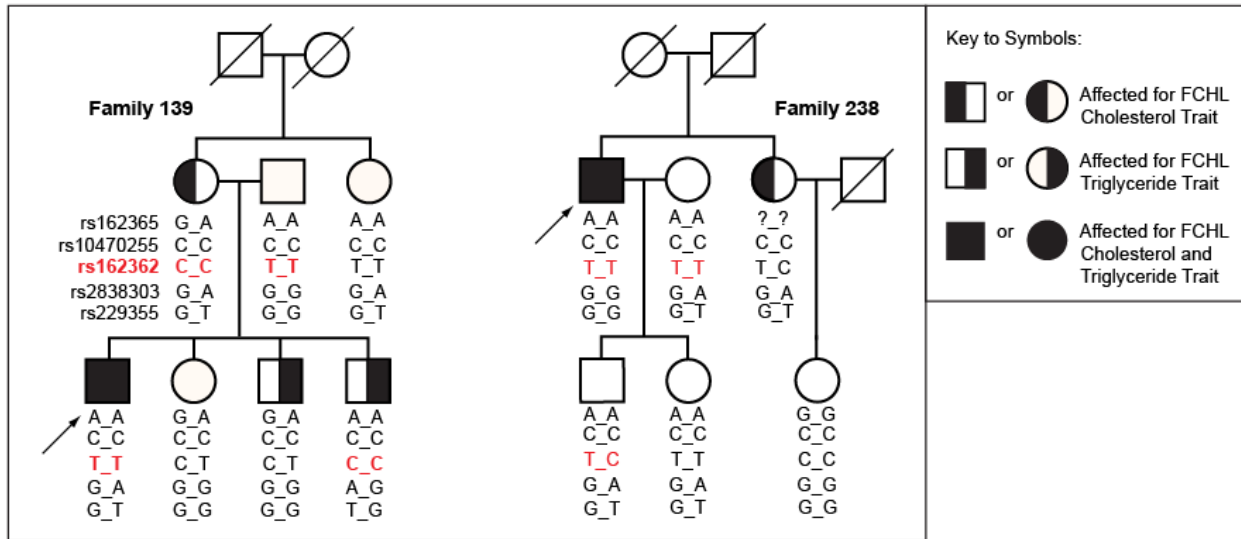 Key to Symbols:
Family 139
Family 238
or Affected for FCHL
Cholesterol Trait
or Affected for FCHL
Triglyceride Trait
or Affected for FCHL
Cholesterol and
Triglyceride Trait
rs162365 G_A A_A A_A A_A A_A ?_?
rs10470255 C_C C_C C_C C_C C_C C_C
rs162362 C_C T_T T_T T_T T_T T_C
rs2838303 G_A G_G G_A G_G G_A G_A
rs229355 G_T G_G G_T G_G G_T G_T
A_A G_A G_A A_A A_A A_A G_G
C_C C_C C_C C_C C_C C_C C_C
T_T C_T C_T C_C T_C T_T C_C
G_A G_G G_G A_G G_A G_A G_G
G_T G_G G_G T_G G_T G_T G_G